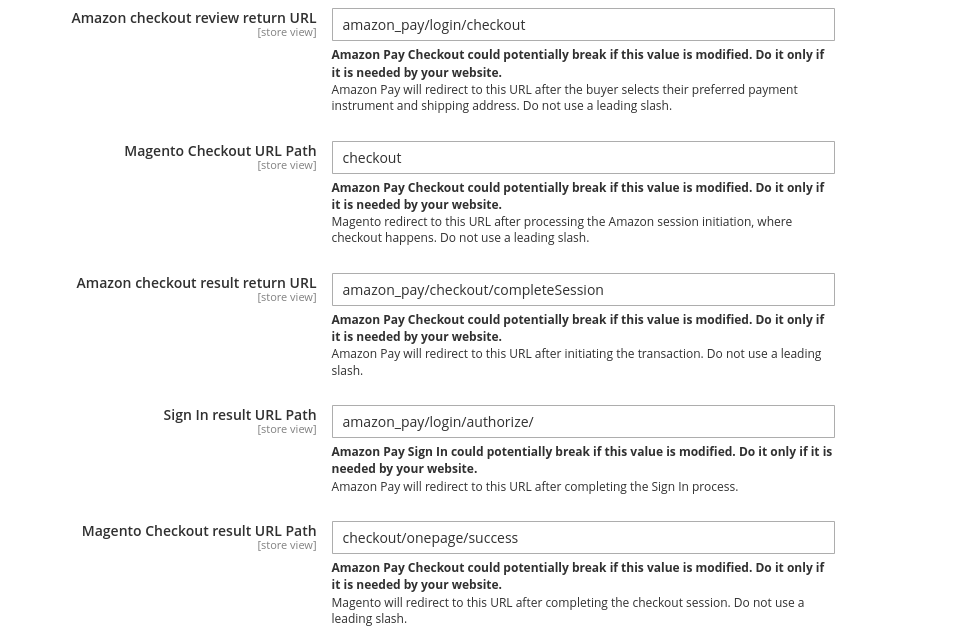 Amazon checkout review return URL
[store view]
amazon_pay/login/checkout
Amazon Pay Checkout could potentially break if this value is modified. Do it only if
it is needed by your website.
Amazon Pay will redirect to this URL after the buyer selects their preferred payment
instrument and shipping address. Do not use a leading slash.
Magento Checkout URL Path
[store view]
checkout
Amazon Pay Checkout could potentially break if this value is modified. Do it only if
it is needed by your website.
Magento redirect to this URL after processing the Amazon session initiation, where
checkout happens. Do not use a leading slash.
Amazon checkout result return URL
[store view]
amazon_pay/checkout/completeSession
Amazon Pay Checkout could potentially break if this value is modified. Do it only if
it is needed by your website.
Amazon Pay will redirect to this URL after initiating the transaction. Do not use a leading
slash.
Sign In result URL Path
[store view]
amazon_pay/login/authorize/
Amazon Pay Sign In could potentially break if this value is modified. Do it only if it is
needed by your website.
Amazon Pay will redirect to this URL after completing the Sign In process.
Magento Checkout result URL Path
[store view]
checkout/onepage/success
Amazon Pay Checkout could potentially break if this value is modified. Do it only if
it is needed by your website.
Magento will redirect to this URL after completing the checkout session. Do not use a
leading slash.